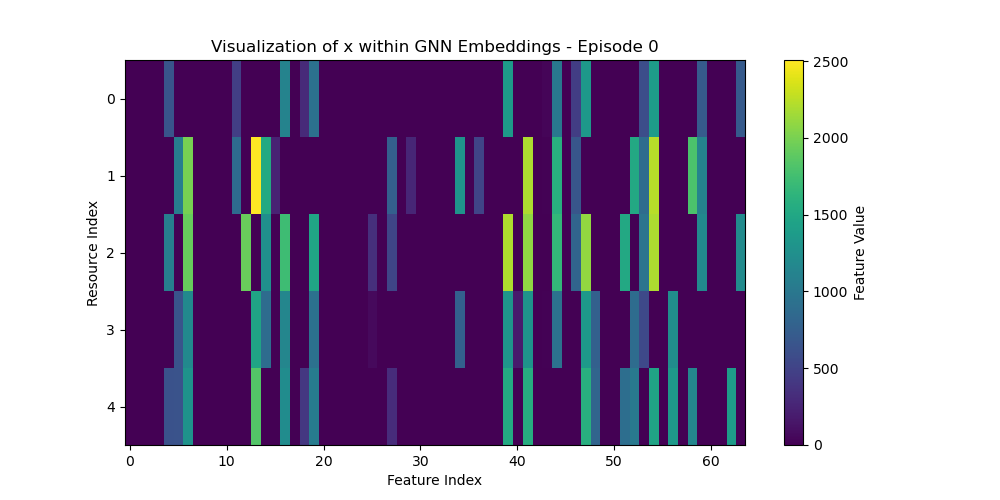 Visualization of x within GNN Embeddings - Episode 0
Resource Index
0
1
2
3
4
0 10 20 30 40 50 60
Feature Index
2500
2000
1500
1000
500
0
Feature Value